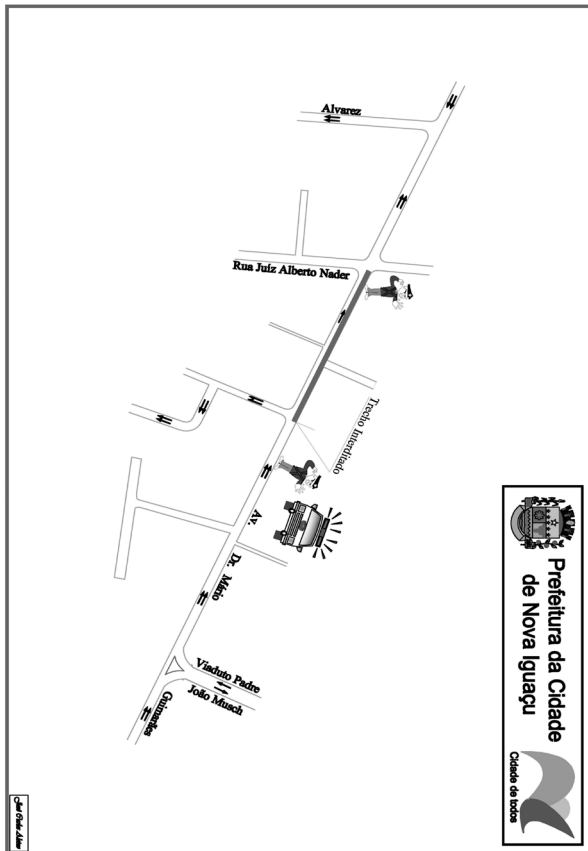 Alvarez
Rua Juíz Alberto Nader
Trecho Interditado
Av.
Dr. Mário
Guimarães
Viaduto Padre
João Musch
Prefeitura da Cidade
de Nova Iguaçu
Cidade de todos